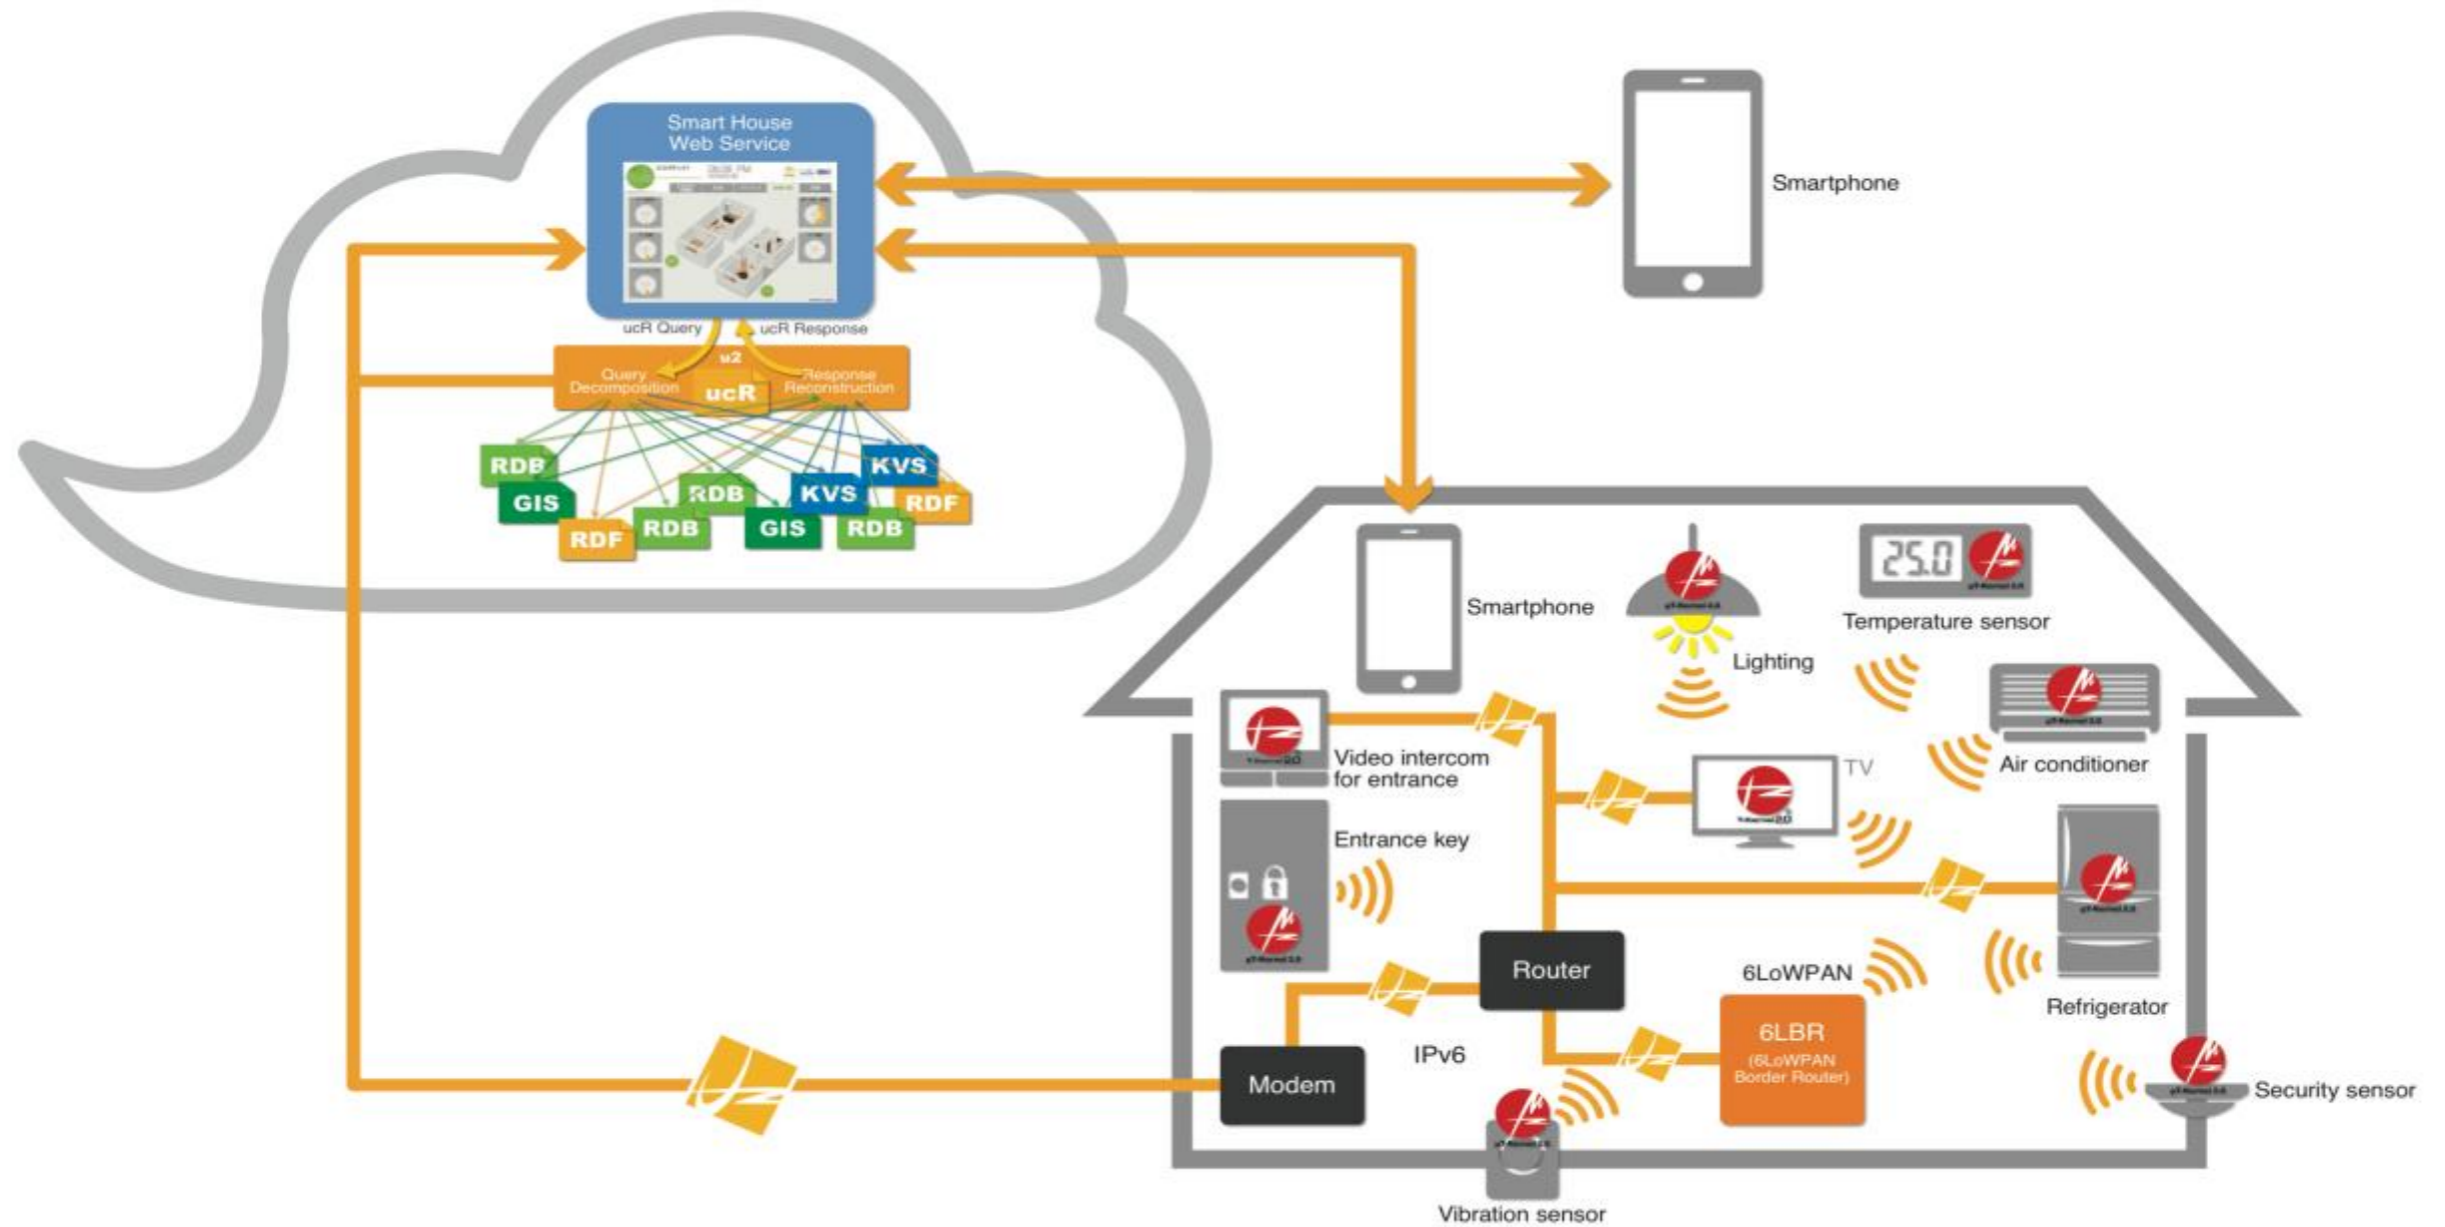 Smart House
Web Service
Smartphone
ucR Query
ucR Response
u2
Query
Decomposition
ucR
Response
Reconstruction
RDB
GIS
RDF
RDB
RDB
GIS
KVS
KVS
RDF
RDB
Smartphone
Lighting
25.0
Temperature sensor
Air conditioner
Video intercom
for entrance
TV
Entrance key
Router
6LoWPAN
Refrigerator
6LBR
(6LoWPAN
Border Router)
IPv6
Modem
Security sensor
Vibration sensor